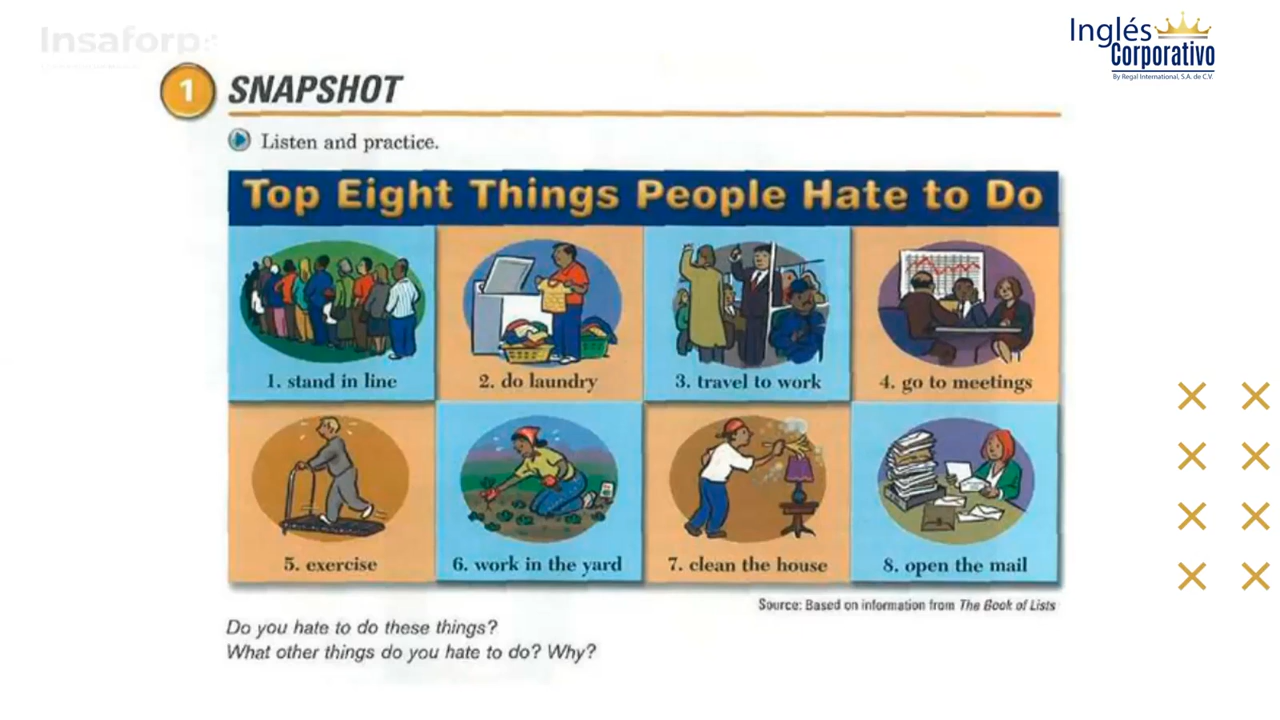 Insaforp
Inglés
Corporativo
By Regal International, S.A. de C.V.
1 SNAPSHOT
Listen and practice.
Top Eight Things People Hate to Do
1. stand in line
2. do laundry
3. travel to work
4. go to meetings
5. exercise
6. work in the yard
7. clean the house
8. open the mail
Source: Based on information from The Book of Lists
Do you hate to do these things?
What other things do you hate to do? Why?